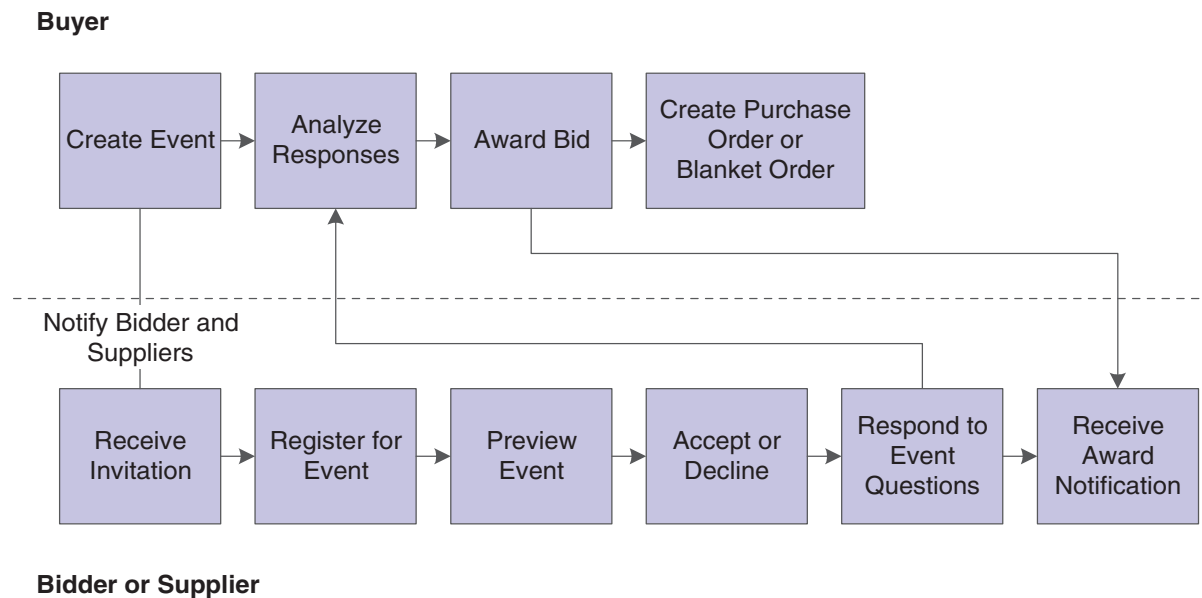 Buyer
Create Event
Analyze
Responses
Award Bid
Create Purchase
Order or
Blanket Order
Notify Bidder and
Suppliers
Receive
Invitation
Register for
Event
Preview
Event
Accept or
Decline
Respond to
Event
Questions
Receive
Award
Notification
Bidder or Supplier